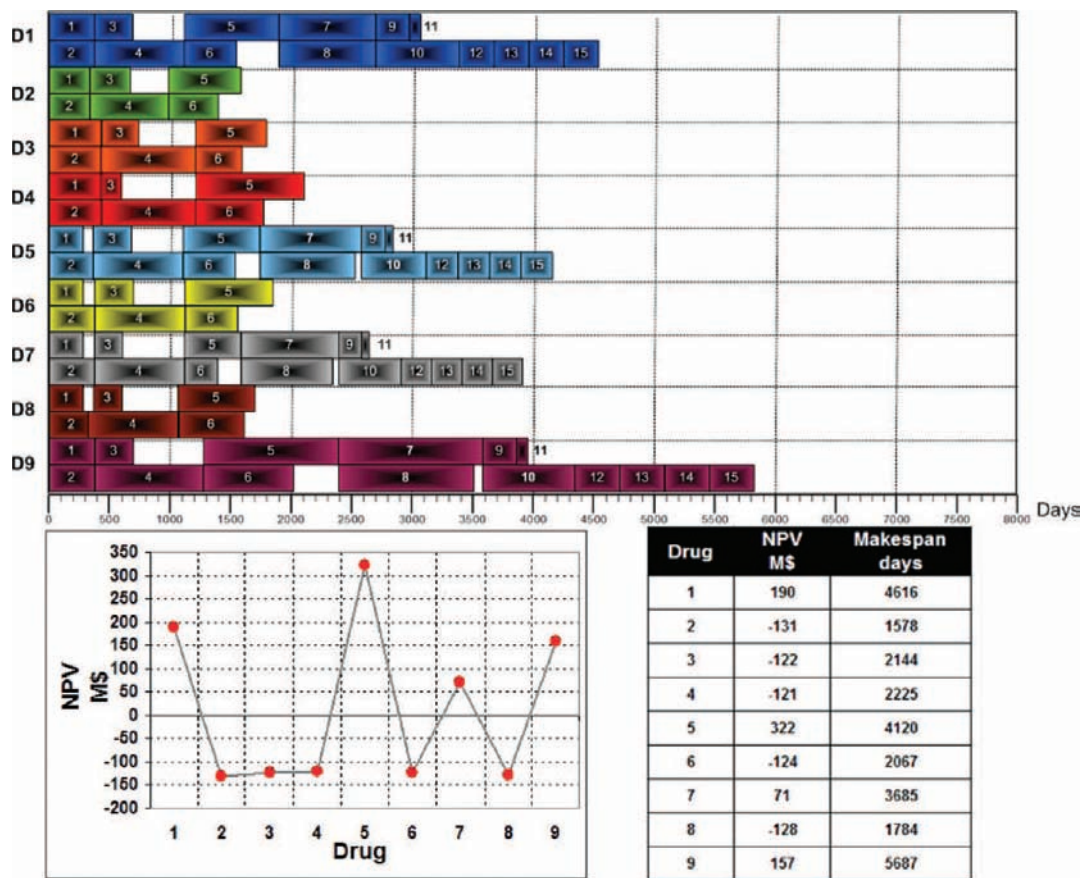 1 3 5 7 9 11
D1
2 4 6 8 10 12 13 14 15
1 3 5
D2
2 4 6
1 3 5
D3
2 4 6
1 3 5
D4
2 4 6
1 3 5 7 9 11
D5
2 4 6 8 10 12 13 14 15
1 3 5
D6
2 4 6
1 3 5 7 9 11
D7
2 4 6 8 10 12 13 14 15
1 3 5
D8
2 4 6
1 3 5 7 9 11
D9
2 4 6 8 10 12 13 14 15
0 500 1000 1500 2000 2500 3000 3500 4000 4500 5000 5500 6000 6500 7000 7500 8000 Days
350
300
250
200
150
100
50
0
-50
-100
-150
-200
NPV
M$
1 2 3 4 5 6 7 8 9
Drug
Drug NPV M$ Makespan days
1 190 4616
2 -131 1578
3 -122 2144
4 -121 2225
5 322 4120
6 -124 2067
7 71 3685
8 -128 1784
9 157 5687